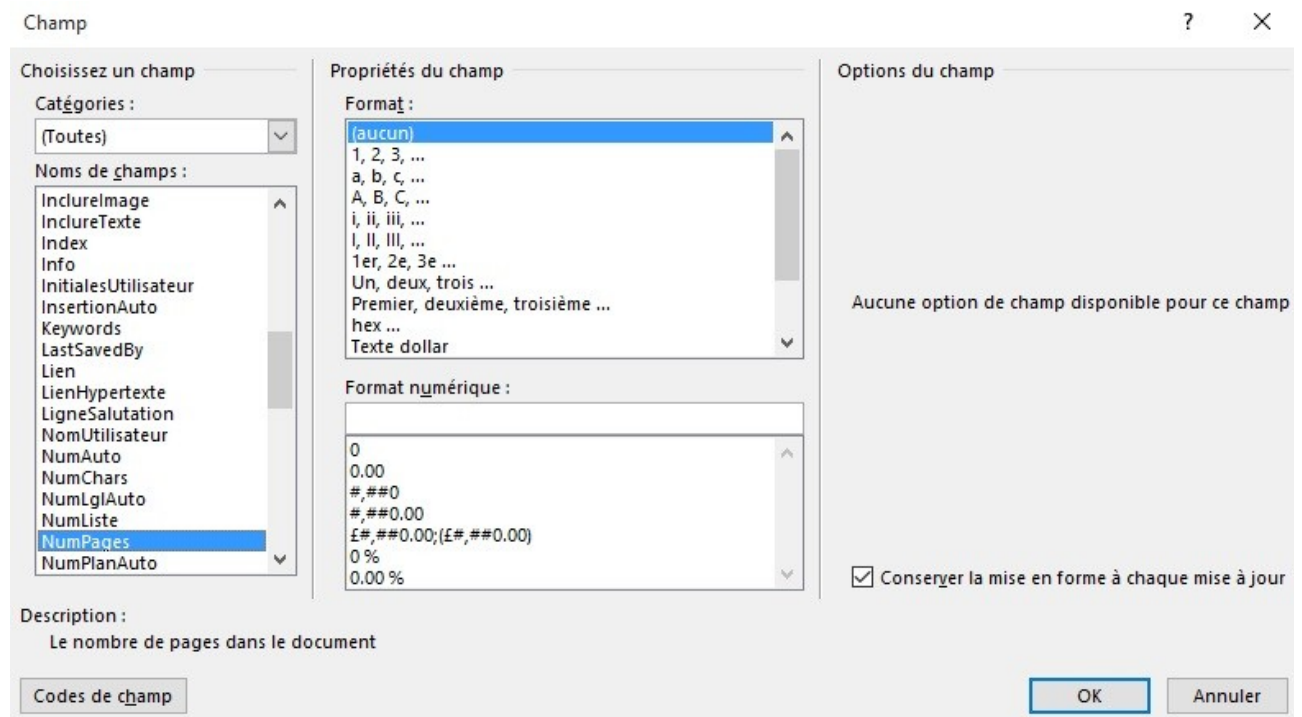 Champ
?
Choisissez un champ
Catégories :
(Toutes)
Noms de champs :
InclureImage
InclureTexte
Index
Info
InitialesUtilisateur
InsertionAuto
Keywords
LastSavedBy
Lien
LienHypertexte
LigneSalutation
NomUtilisateur
NumAuto
NumChars
NumLglAuto
NumListe
NumPages
NumPlanAuto
Propriétés du champ
Format :
(aucun)
1, 2, 3, ...
a, b, c, ...
A, B, C, ...
i, ii, iii, ...
I, II, III, ...
1er, 2e, 3e ...
Un, deux, trois ...
Premier, deuxième, troisième ...
hex ...
Texte dollar
Format numérique :
0
0.00
#,##0
#,##0.00
£#,##0.00;(£#,##0.00)
0 %
0.00 %
Options du champ
Aucune option de champ disponible pour ce champ
Conserver la mise en forme à chaque mise à jour
Description :
Le nombre de pages dans le document
Codes de champ
OK
Annuler